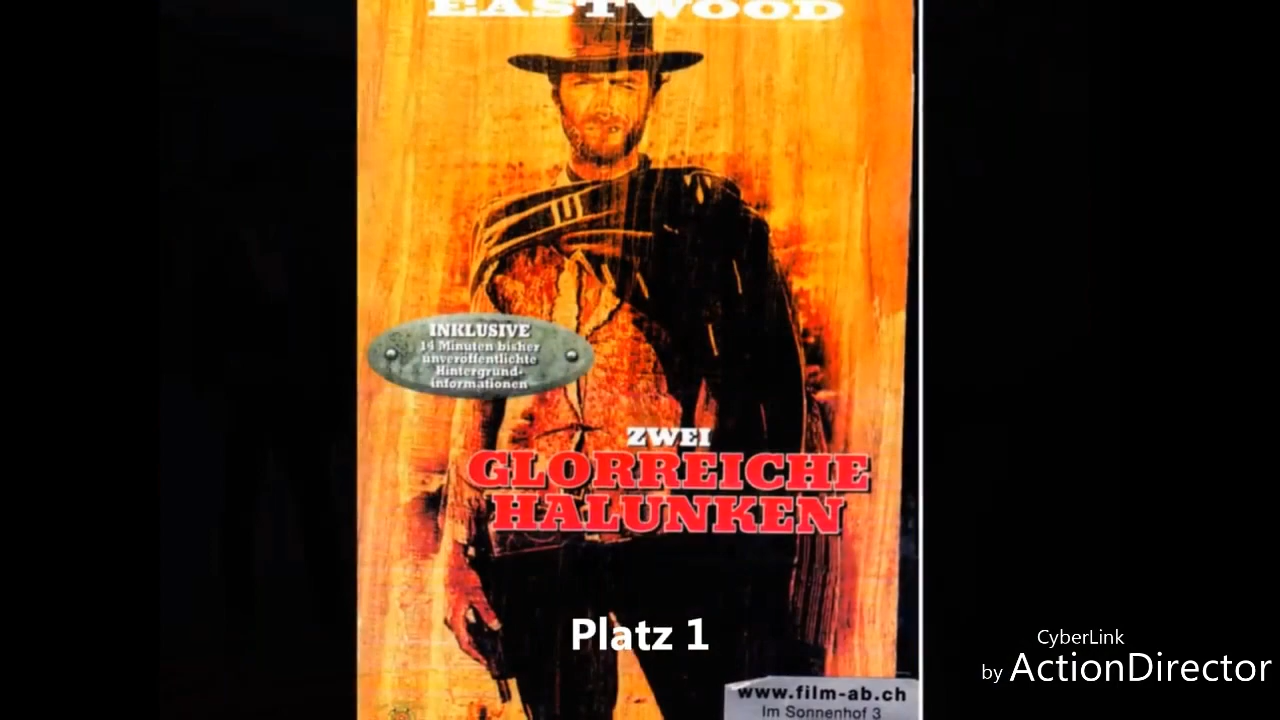 EASTWOOD
INKLUSIVE
14 Minuten bisher
unveröffentlichte
Hintergrund-
informationen
ZWEI
GLORREICHE
HALUNKEN
Platz 1
CyberLink
by ActionDirector
www.film-ab.ch
Im Sonnenhof 3